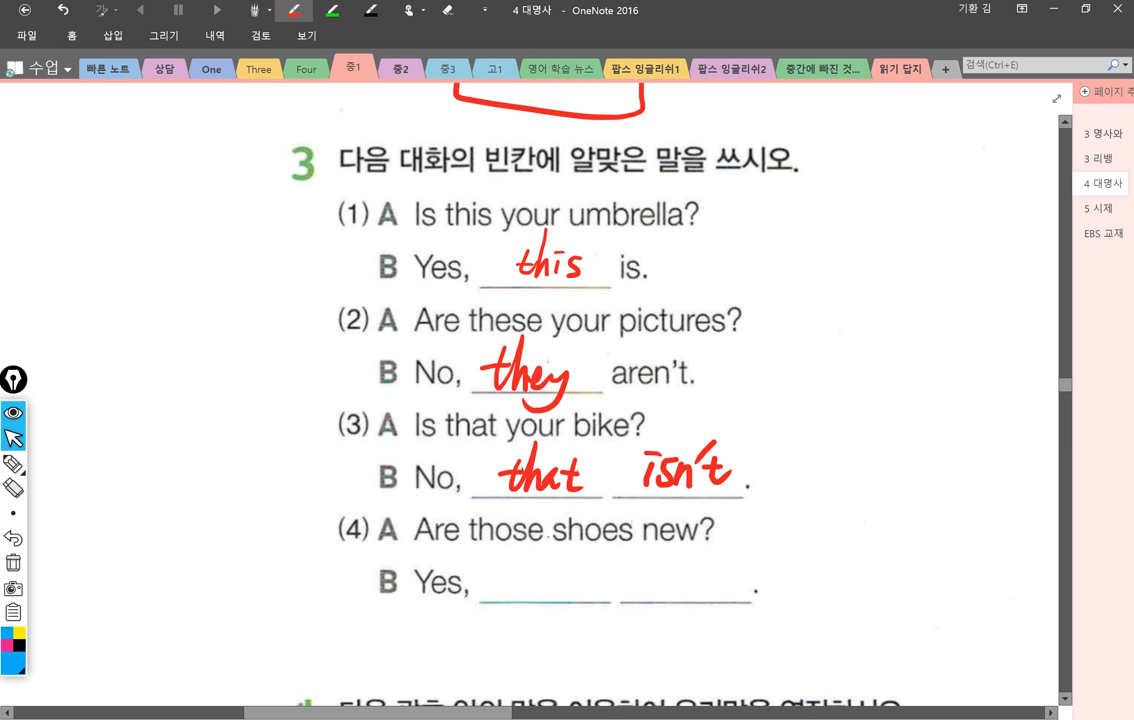 4 대명사 - OneNote 2016
기환 김
파일 홈 삽입 그리기 내역 검토 보기
수업 빠른 노트 상담 One Three Four 중1 중2 중3 고1 영어 학습 뉴스 팝스 잉글리쉬1 팝스 잉글리쉬2 중간에 빠진 것... 읽기 답지 + 검색(Ctrl+E)
페이지 추
3 명사와
3 리뱅
4 대명사
5 시제
EBS 교재
3 다음 대화의 빈칸에 알맞은 말을 쓰시오.
(1) A Is this your umbrella?
B Yes, this is.
(2) A Are these your pictures?
B No, they aren't.
(3) A Is that your bike?
B No, that isn't.
(4) A Are those shoes new?
B Yes, .